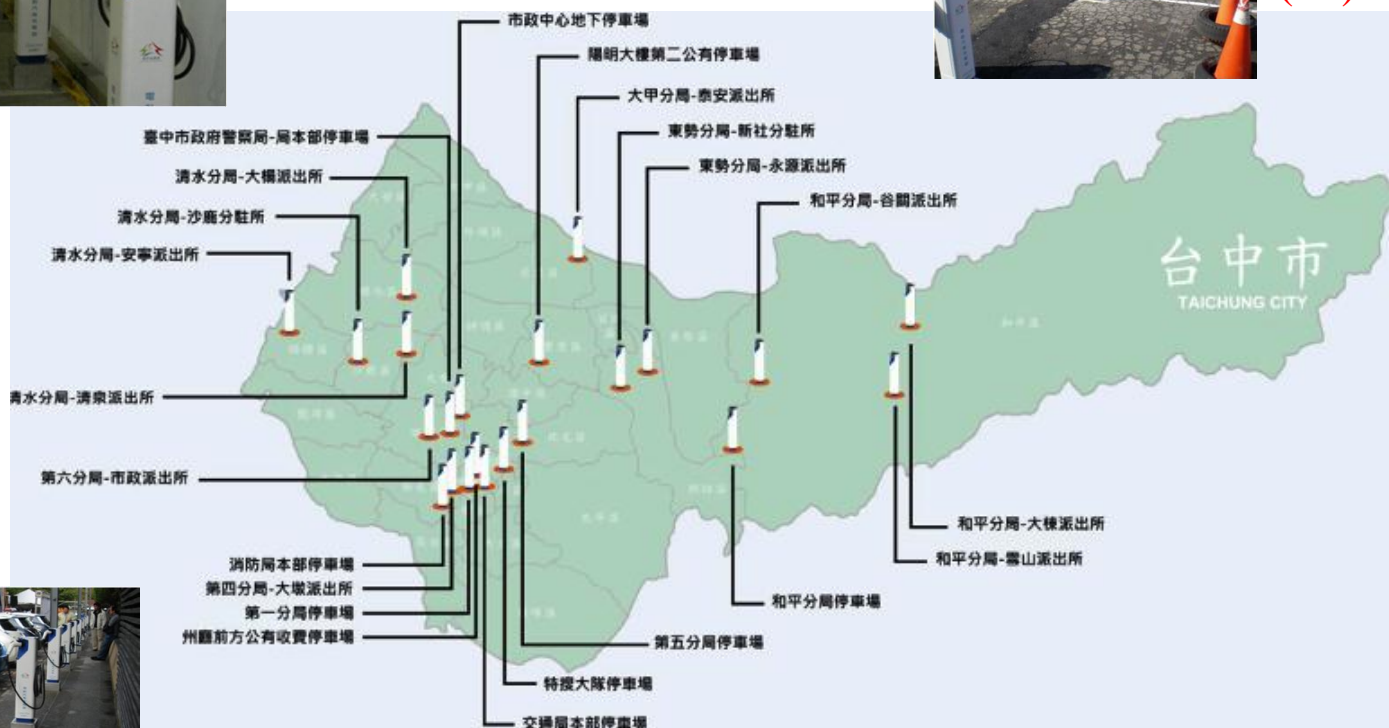 市政中心地下停車場
陽明大樓第二公有停車場
大甲分局-泰安派出所
臺中市政府警察局-局本部停車場
東勢分局-新社分駐所
東勢分局-永源派出所
清水分局-大楊派出所
和平分局-谷關派出所
清水分局-沙鹿分駐所
清水分局-安寧派出所
台中市
TAICHUNG CITY
清水分局-清泉派出所
第六分局-市政派出所
和平分局-大棟派出所
和平分局-雲山派出所
消防局本部停車場
第四分局-大墩派出所
和平分局停車場
第一分局停車場
州廳前方公有收費停車場
第五分局停車場
特搜大隊停車場
交通局本部停車場